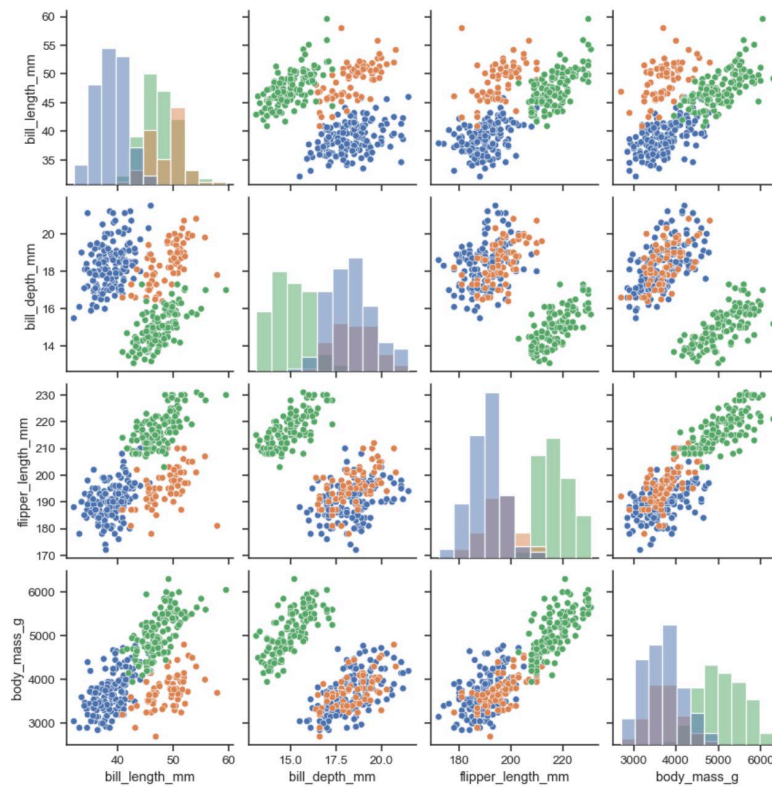 60
55
50
45
40
35
bill_length_mm
20
18
16
14
bill_depth_mm
230
220
210
200
190
180
170
flipper_length_mm
6000
5000
4000
3000
body_mass_g
40 50 60
bill_length_mm
15.0 17.5 20.0
bill_depth_mm
180 200 220
flipper_length_mm
3000 4000 5000 6000
body_mass_g